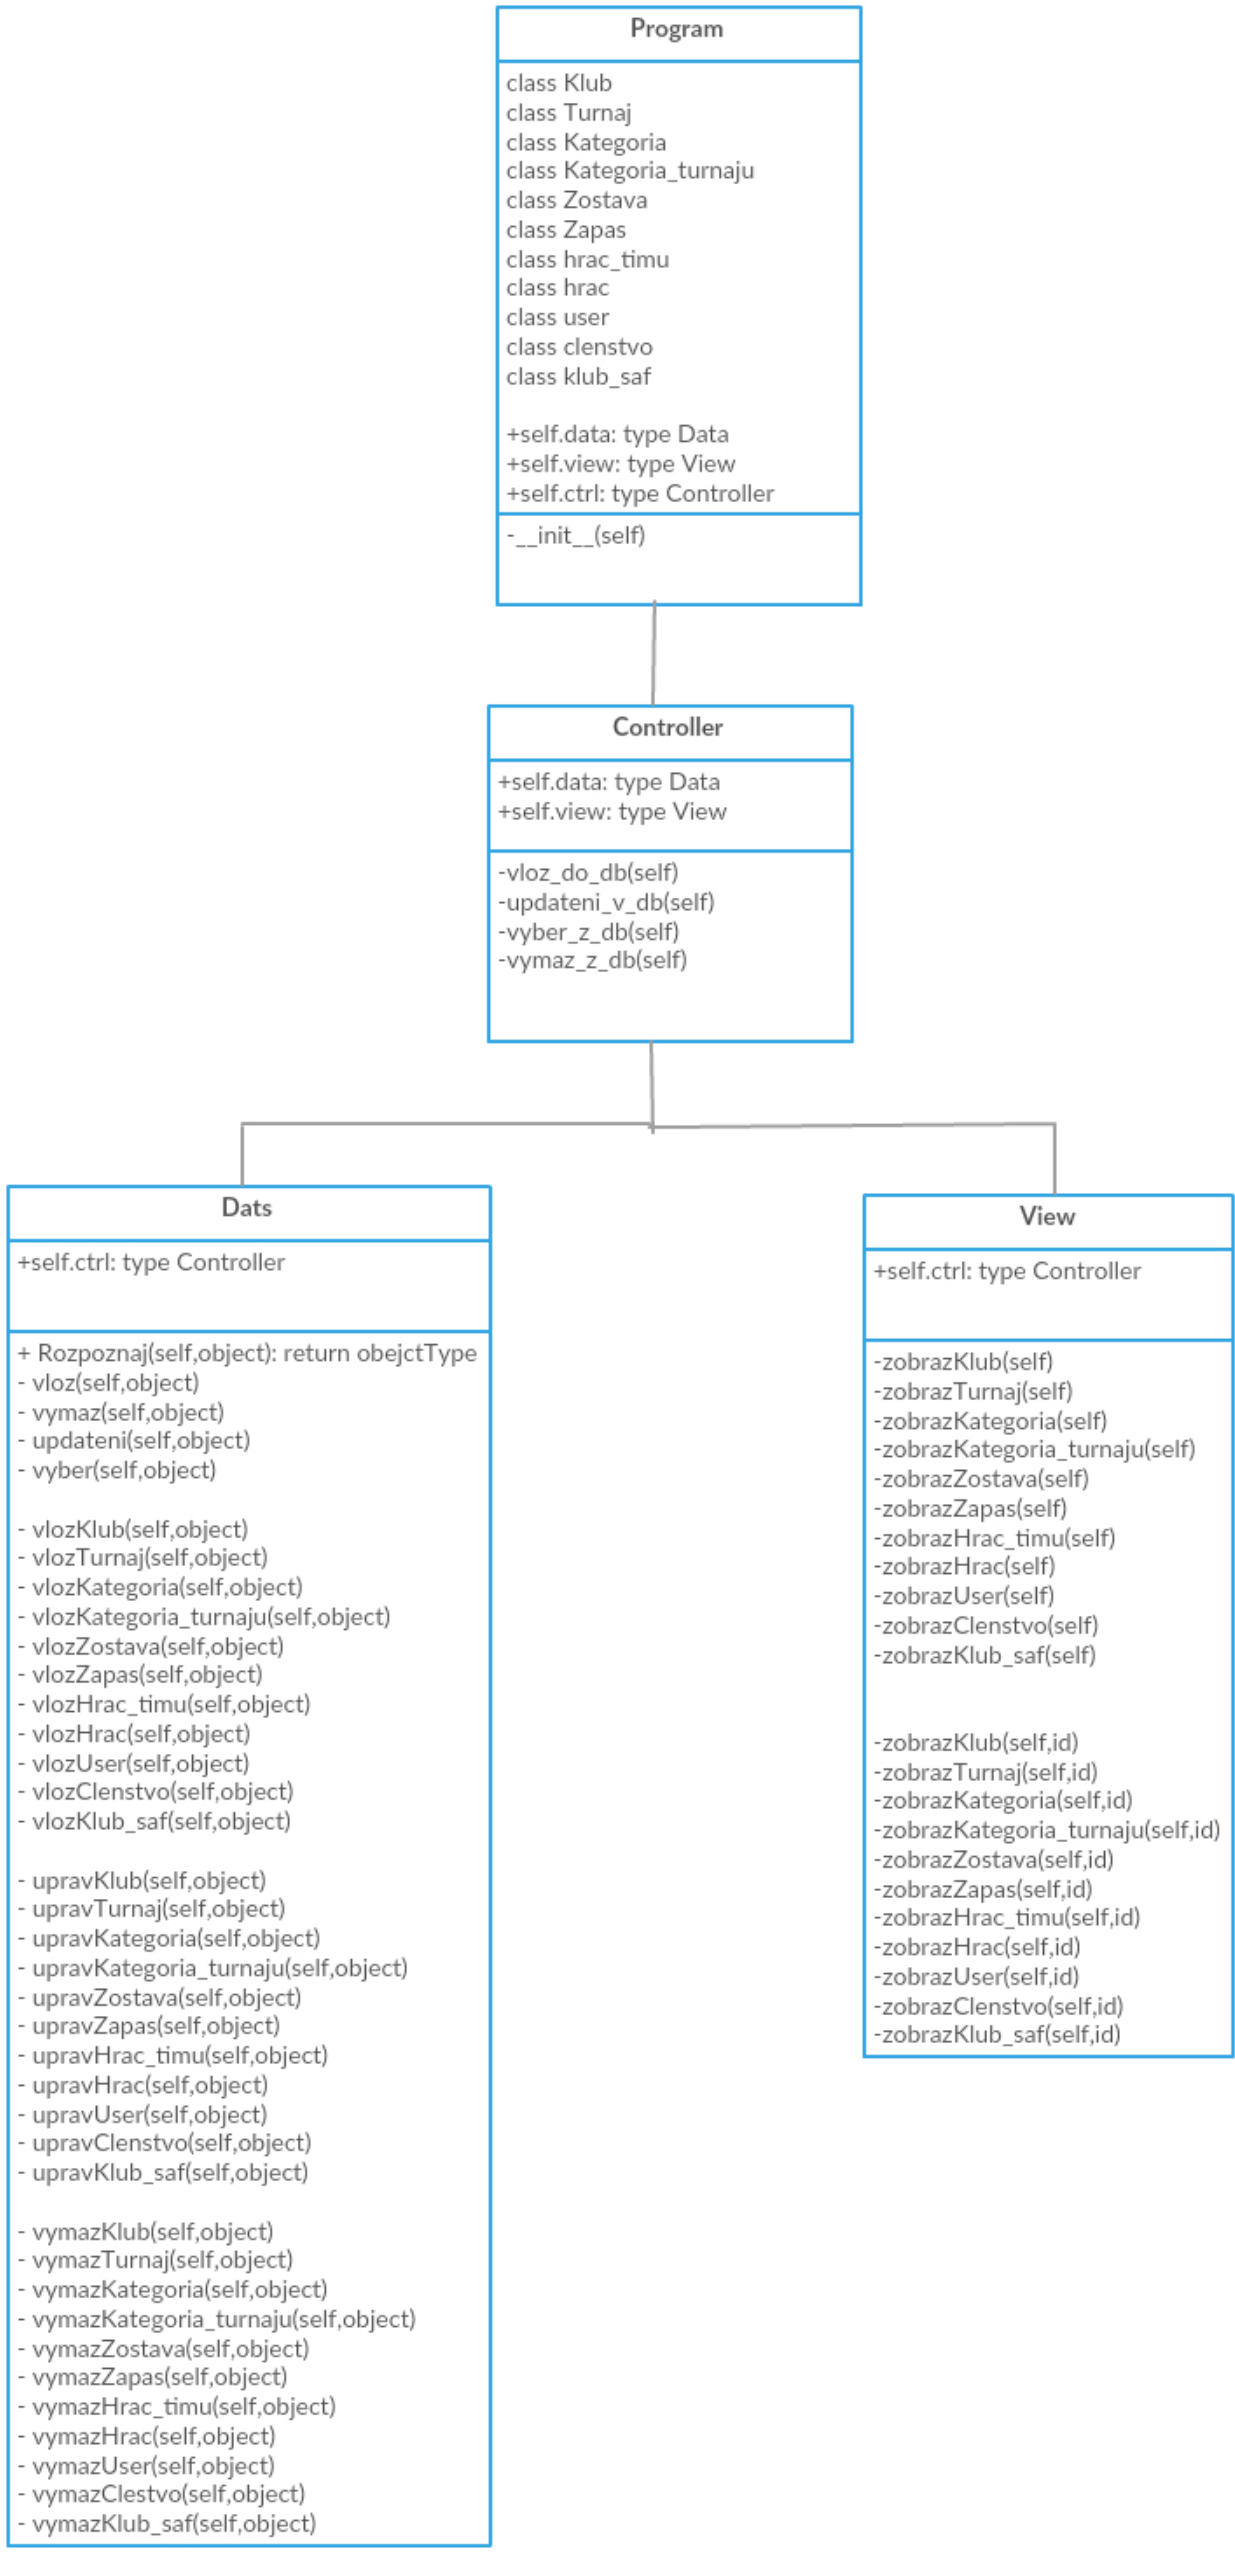 Program
class Klub
class Turnaj
class Kategoria
class Kategoria_turnaju
class Zostava
class Zapas
class hrac_timu
class hrac
class user
class clenstvo
class klub_saf
+self.data: type Data
+self.view: type View
+self.ctrl: type Controller
-__init__(self)
Controller
+self.data: type Data
+self.view: type View
-vloz_do_db(self)
-updateni_v_db(self)
-vyber_z_db(self)
-vymaz_z_db(self)
Dats
+self.ctrl: type Controller
+ Rozpoznaj(self,object): return obejctType
- vloz(self,object)
- vymaz(self,object)
- updateni(self,object)
- vyber(self,object)
- vlozKlub(self,object)
- vlozTurnaj(self,object)
- vlozKategoria(self,object)
- vlozKategoria_turnaju(self,object)
- vlozZostava(self,object)
- vlozZapas(self,object)
- vlozHrac_timu(self,object)
- vlozHrac(self,object)
- vlozUser(self,object)
- vlozClenstvo(self,object)
- vlozKlub_saf(self,object)
- upravKlub(self,object)
- upravTurnaj(self,object)
- upravKategoria(self,object)
- upravKategoria_turnaju(self,object)
- upravZostava(self,object)
- upravZapas(self,object)
- upravHrac_timu(self,object)
- upravHrac(self,object)
- upravUser(self,object)
- upravClenstvo(self,object)
- upravKlub_saf(self,object)
- vymazKlub(self,object)
- vymazTurnaj(self,object)
- vymazKategoria(self,object)
- vymazKategoria_turnaju(self,object)
- vymazZostava(self,object)
- vymazZapas(self,object)
- vymazHrac_timu(self,object)
- vymazHrac(self,object)
- vymazUser(self,object)
- vymazClestvo(self,object)
- vymazKlub_saf(self,object)
View
+self.ctrl: type Controller
-zobrazKlub(self)
-zobrazTurnaj(self)
-zobrazKategoria(self)
-zobrazKategoria_turnaju(self)
-zobrazZostava(self)
-zobrazZapas(self)
-zobrazHrac_timu(self)
-zobrazHrac(self)
-zobrazUser(self)
-zobrazClenstvo(self)
-zobrazKlub_saf(self)
-zobrazKlub(self,id)
-zobrazTurnaj(self,id)
-zobrazKategoria(self,id)
-zobrazKategoria_turnaju(self,id)
-zobrazZostava(self,id)
-zobrazZapas(self,id)
-zobrazHrac_timu(self,id)
-zobrazHrac(self,id)
-zobrazUser(self,id)
-zobrazClenstvo(self,id)
-zobrazKlub_saf(self,id)